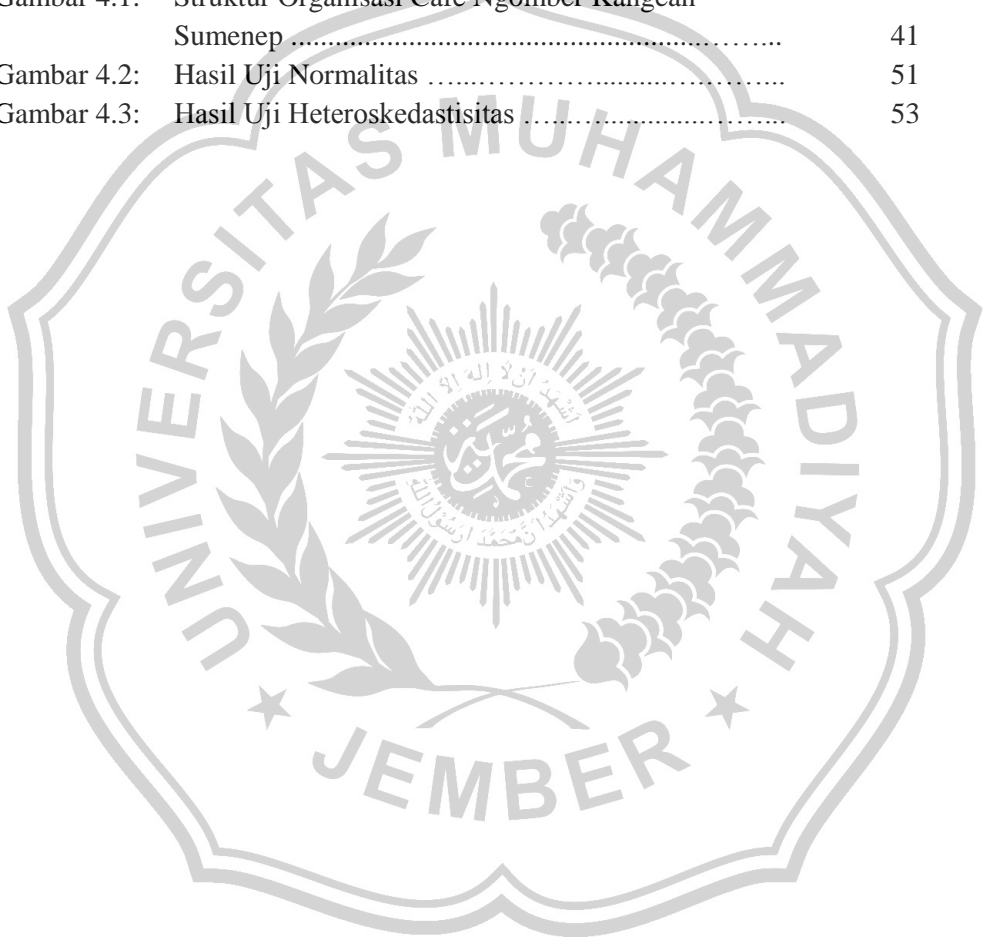 Gambar 4.1: Struktur Organisasi Cafe Ngombér Kangean
Sumenep ........................................................……... 41
Gambar 4.2: Hasil Uji Normalitas …...…………..........………... 51
Gambar 4.3: Hasil Uji Heteroskedastisitas …..…..............……... 53
UNIVERSITAS MUHAMMADIYAH
JEMBER